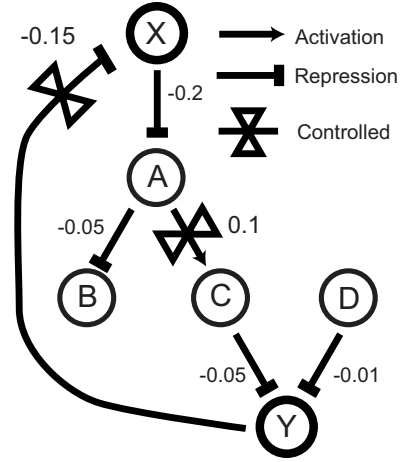 -0.15
X
Activation
Repression
-0.2
Controlled
A
-0.05
0.1
B
C
D
-0.05
-0.01
Y